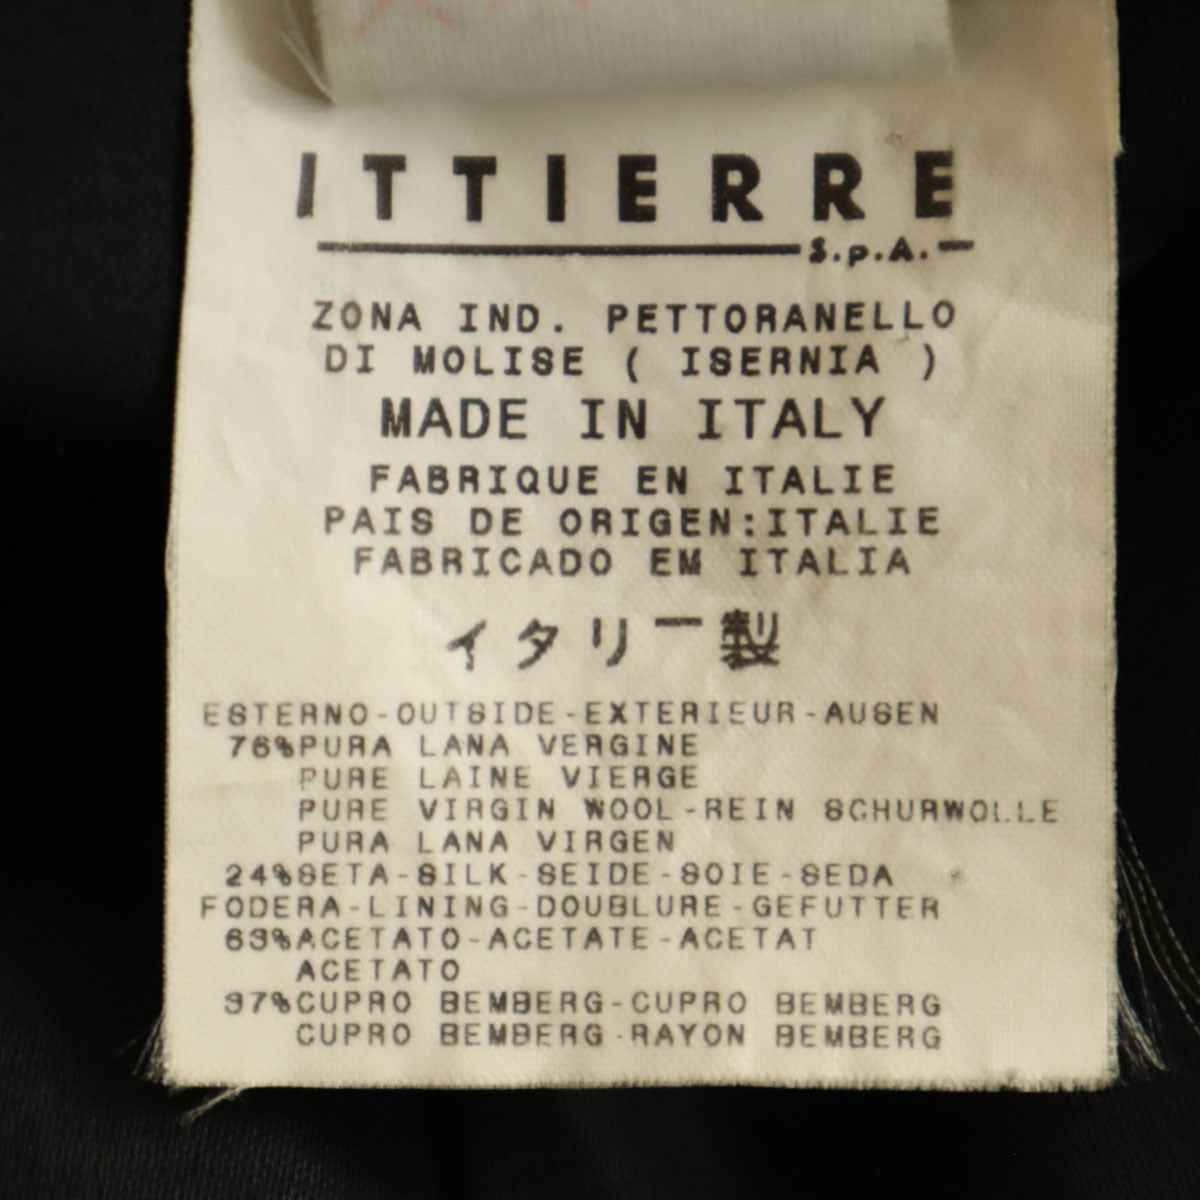 ITTIERRE
S.p.A.
ZONA IND. PETTORANELLO
DI MOLISE ( ISERNIA )
MADE IN ITALY
FABRIQUE EN ITALIE
PAIS DE ORIGEN:ITALIE
FABRICADO EM ITALIA
イタリー製
ESTERNO-OUTSIDE-EXTERIEUR-AUSEN
76%PURA LANA VERGINE
PURE LAINE VIERGE
PURE VIRGIN WOOL-REIN SCHURWOLLE
PURA LANA VIRGEN
24%SETA-SILK-SEIDE-SOIE-SEDA
FODERA-LINING-DOUBLURE-GEFUTTER
63%ACETATO-ACETATE-ACETAT
ACETATO
37%CUPRO BEMBERG-CUPRO BEMBERG
CUPRO BEMBERG-RAYON BEMBERG